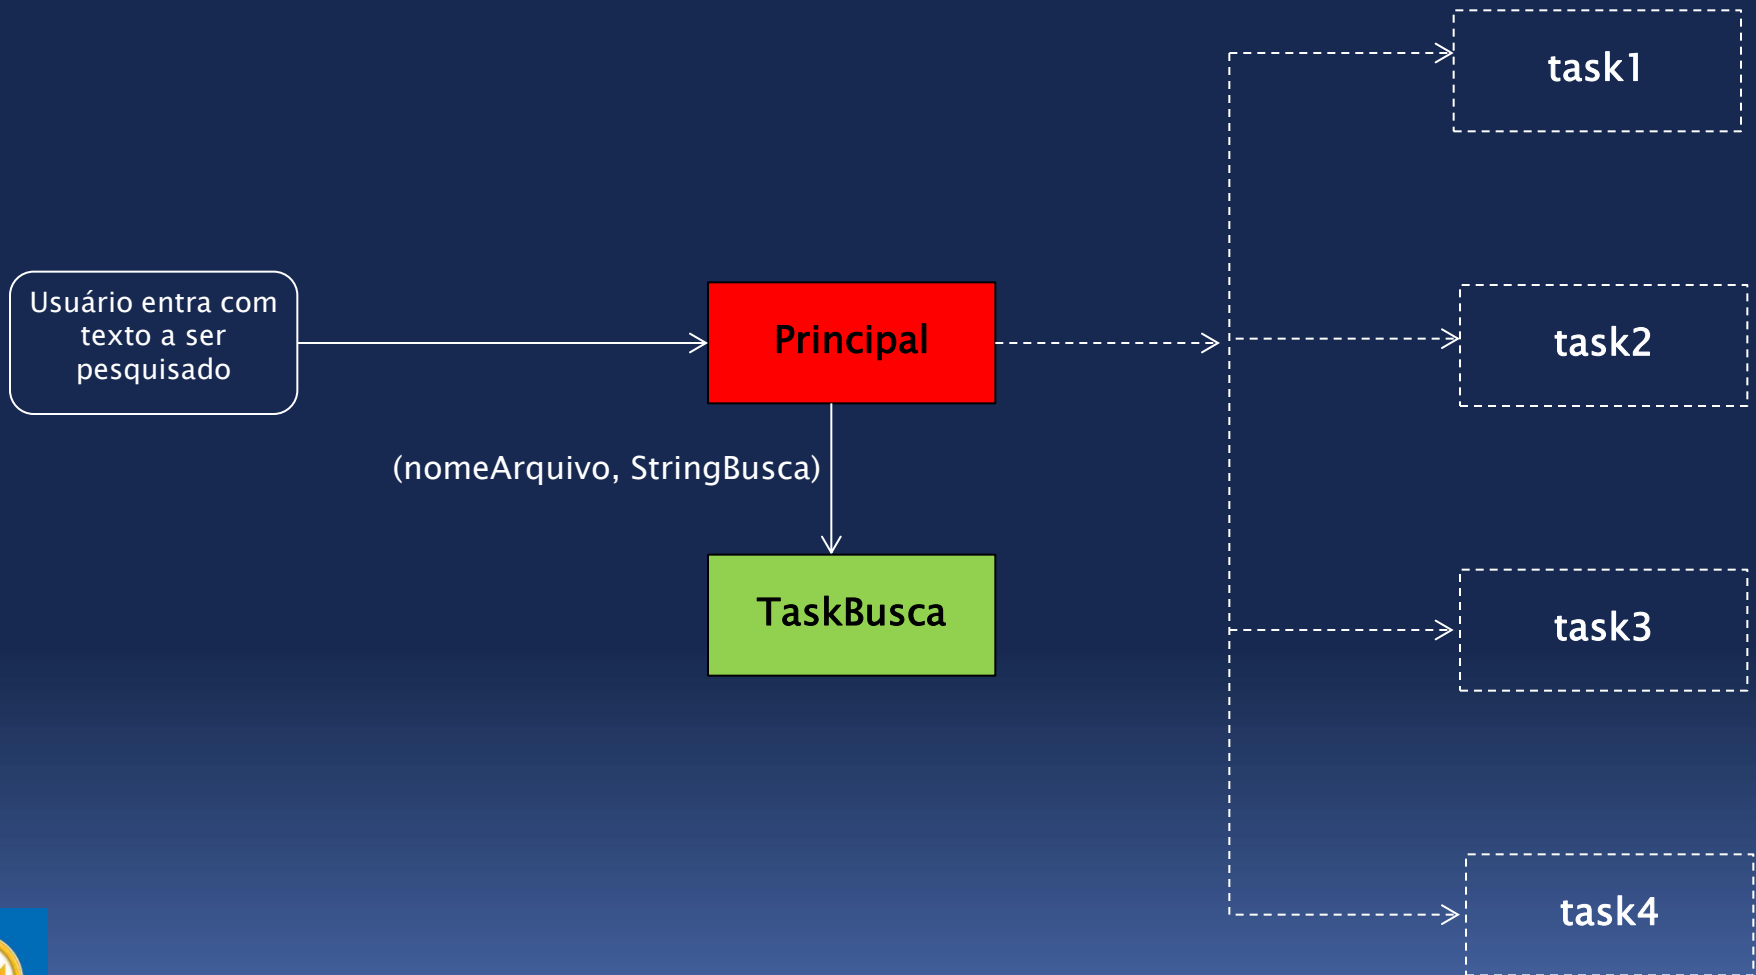 task1
Usuário entra com
texto a ser
pesquisado
Principal
task2
(nomeArquivo, StringBusca)
TaskBusca
task3
task4